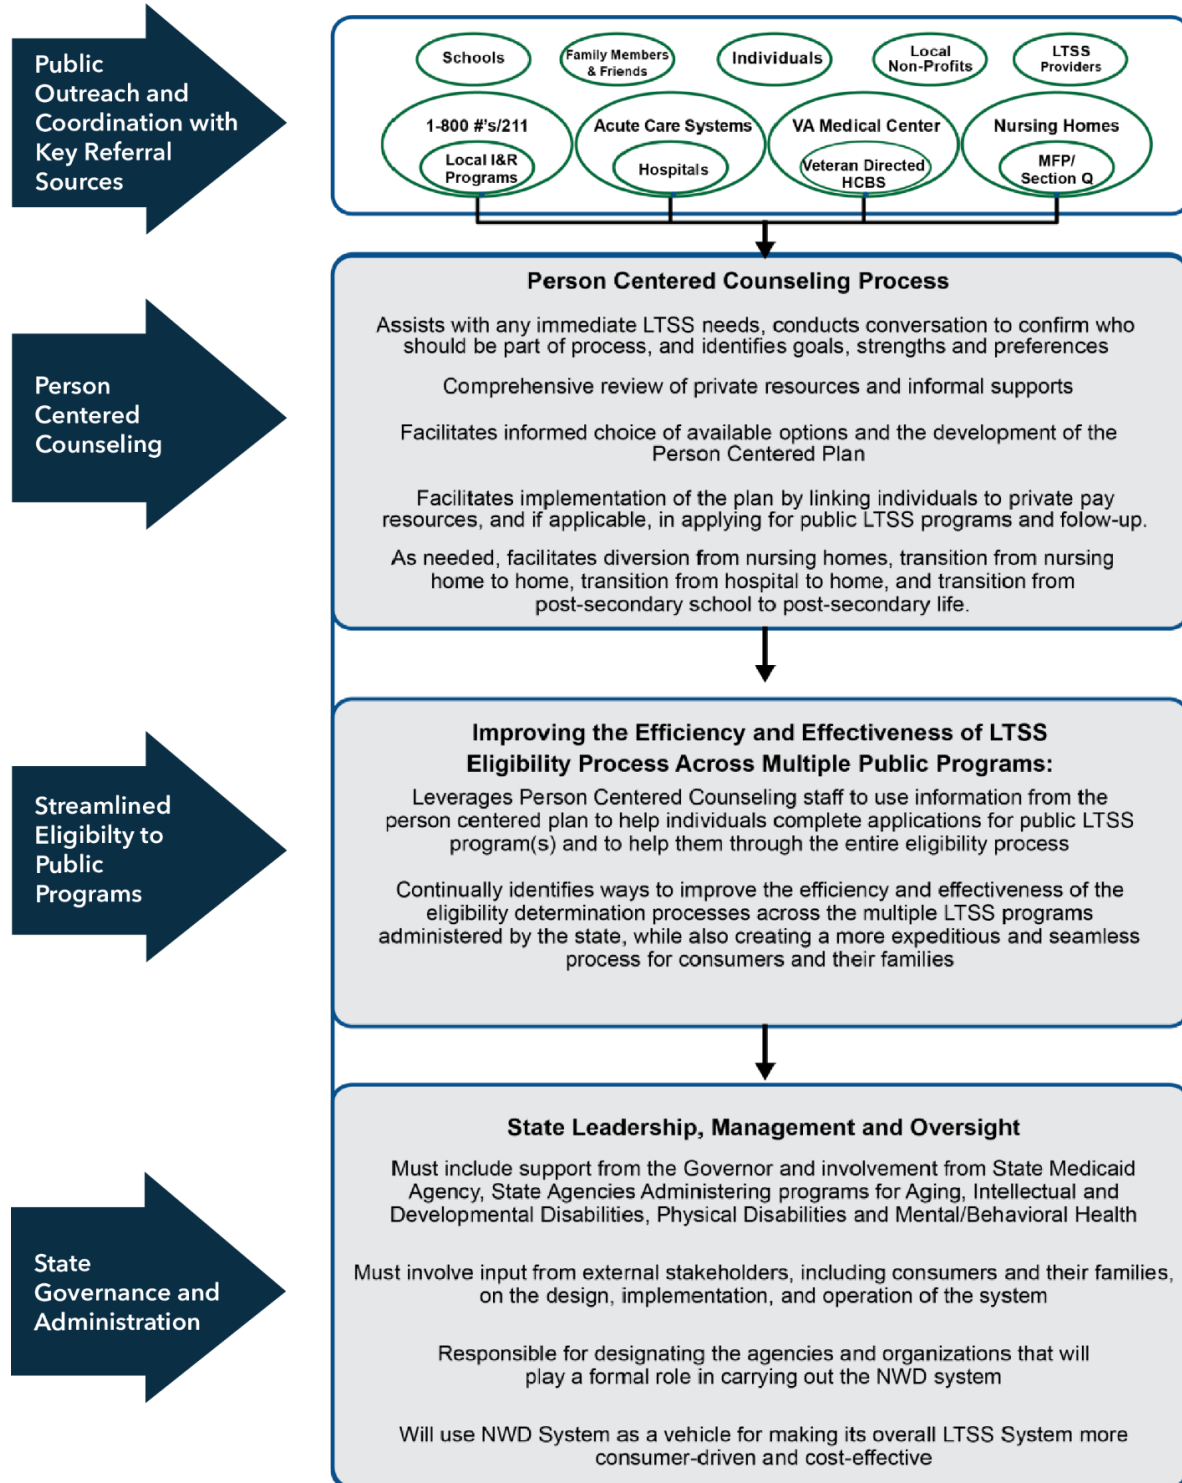 Public
Outreach and
Coordination with
Key Referral
Sources
Schools
Family Members
& Friends
Individuals
Local
Non-Profits
LTSS
Providers
1-800 #'s/211
Local I&R
Programs
Acute Care Systems
Hospitals
VA Medical Center
Veteran Directed
HCBS
Nursing Homes
MFP/
Section Q
Person
Centered
Counseling
Person Centered Counseling Process
Assists with any immediate LTSS needs, conducts conversation to confirm who
should be part of process, and identifies goals, strengths and preferences
Comprehensive review of private resources and informal supports
Facilitates informed choice of available options and the development of the
Person Centered Plan
Facilitates implementation of the plan by linking individuals to private pay
resources, and if applicable, in applying for public LTSS programs and folow-up.
As needed, facilitates diversion from nursing homes, transition from nursing
home to home, transition from hospital to home, and transition from
post-secondary school to post-secondary life.
Streamlined
Eligibilty to
Public
Programs
Improving the Efficiency and Effectiveness of LTSS
Eligibility Process Across Multiple Public Programs:
Leverages Person Centered Counseling staff to use information from the
person centered plan to help individuals complete applications for public LTSS
program(s) and to help them through the entire eligibility process
Continually identifies ways to improve the efficiency and effectiveness of the
eligibility determination processes across the multiple LTSS programs
administered by the state, while also creating a more expeditious and seamless
process for consumers and their families
State
Governance and
Administration
State Leadership, Management and Oversight
Must include support from the Governor and involvement from State Medicaid
Agency, State Agencies Administering programs for Aging, Intellectual and
Developmental Disabilities, Physical Disabilities and Mental/Behavioral Health
Must involve input from external stakeholders, including consumers and their families,
on the design, implementation, and operation of the system
Responsible for designating the agencies and organizations that will
play a formal role in carrying out the NWD system
Will use NWD System as a vehicle for making its overall LTSS System more
consumer-driven and cost-effective